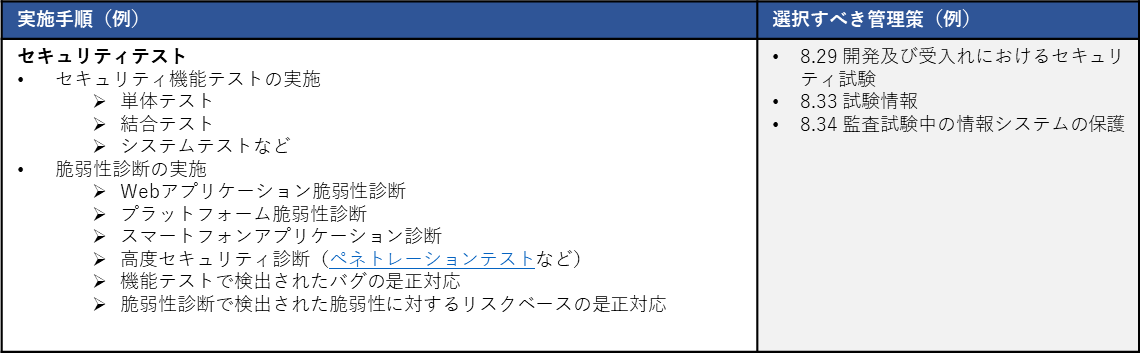 実施手順（例）
選択すべき管理策（例）
セキュリティテスト
• セキュリティ機能テストの実施
➢ 単体テスト
➢ 結合テスト
➢ システムテストなど
• 脆弱性診断の実施
➢ Webアプリケーション脆弱性診断
➢ プラットフォーム脆弱性診断
➢ スマートフォンアプリケーション診断
➢ 高度セキュリティ診断（ペネトレーションテストなど）
➢ 機能テストで検出されたバグの是正対応
➢ 脆弱性診断で検出された脆弱性に対するリスクベースの是正対応
• 8.29 開発及び受入れにおけるセキュリ
ティ試験
• 8.33 試験情報
• 8.34 監査試験中の情報システムの保護